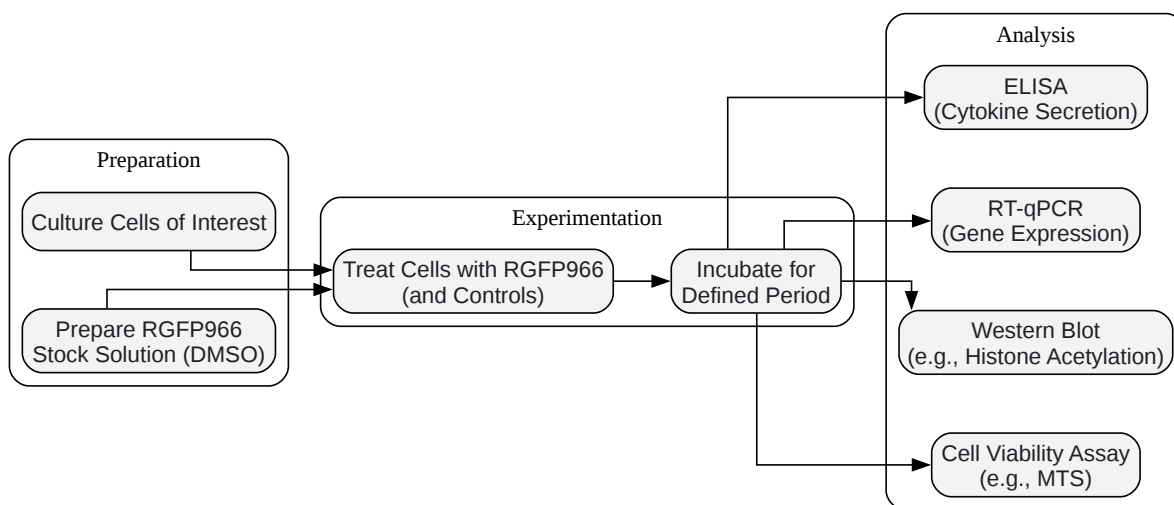 Preparation
Culture Cells of Interest
Prepare RGFP966
Stock Solution (DMSO)
Experimentation
Treat Cells with RGFP966
(and Controls)
Incubate for
Defined Period
Analysis
ELISA
(Cytokine Secretion)
RT-qPCR
(Gene Expression)
Western Blot
(e.g., Histone Acetylation)
Cell Viability Assay
(e.g., MTS)